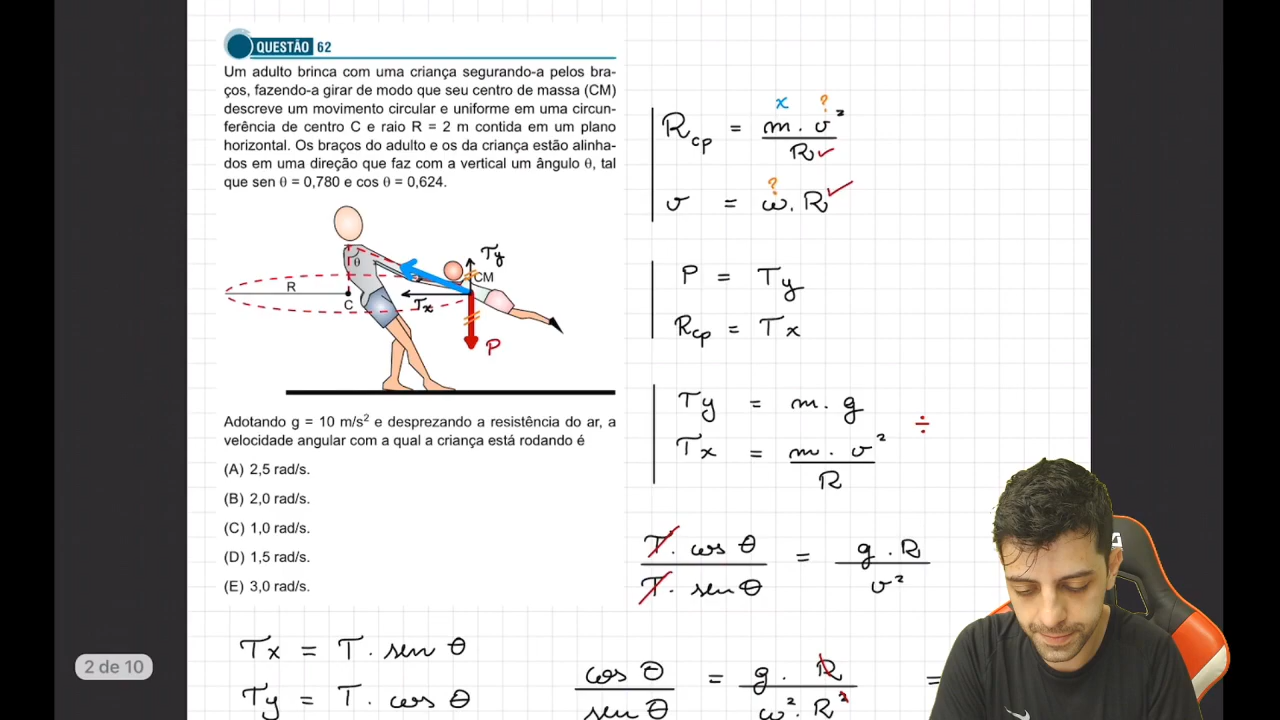 QUESTÃO 62
Um adulto brinca com uma criança segurando-a pelos bra-
ços, fazendo-a girar de modo que seu centro de massa (CM)
descreve um movimento circular e uniforme em uma circun-
ferência de centro C e raio R = 2 m contida em um plano
horizontal. Os braços do adulto e os da criança estão alinha-
dos em uma direção que faz com a vertical um ângulo θ, tal
que sen θ = 0,780 e cos θ = 0,624.
θ
Ty
CM
R
C
Tx
P
Adotando g = 10 m/s² e desprezando a resistência do ar, a
velocidade angular com a qual a criança está rodando é
(A) 2,5 rad/s.
(B) 2,0 rad/s.
(C) 1,0 rad/s.
(D) 1,5 rad/s.
(E) 3,0 rad/s.
Tx = T. sen θ
Ty = T. cos θ
x ?
Rcp = m. v²
R ✓
?
v = ω. R ✓
P = Ty
Rcp = Tx
Ty = m. g
÷
Tx = m. v²
R
T. cos θ = g. R
T. sen θ v²
cos θ = g. R =
sen θ ω². R²
2 de 10